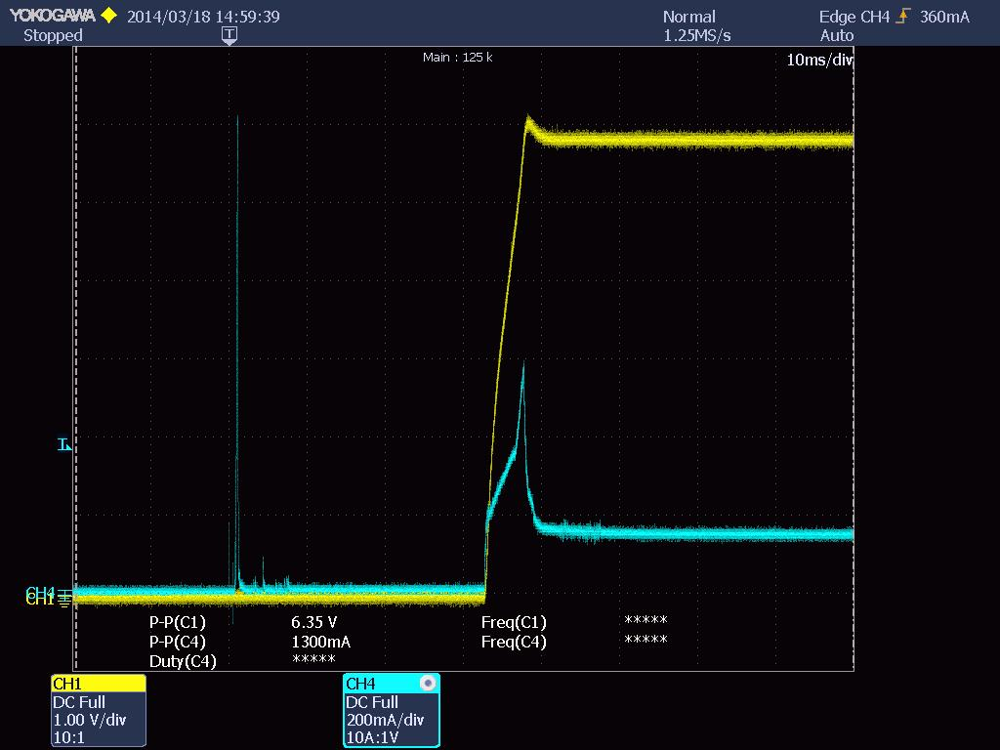 YOKOGAWA 2014/03/18 14:59:39 Normal Edge CH4 360mA
Stopped T 1.25MS/s Auto
Main : 125 k 10ms/div
CH4
CH1
P-P(C1) 6.35 V Freq(C1) *****
P-P(C4) 1300mA Freq(C4) *****
Duty(C4) *****
CH1 CH4
DC Full DC Full
1.00 V/div 200mA/div
10:1 10A:1V